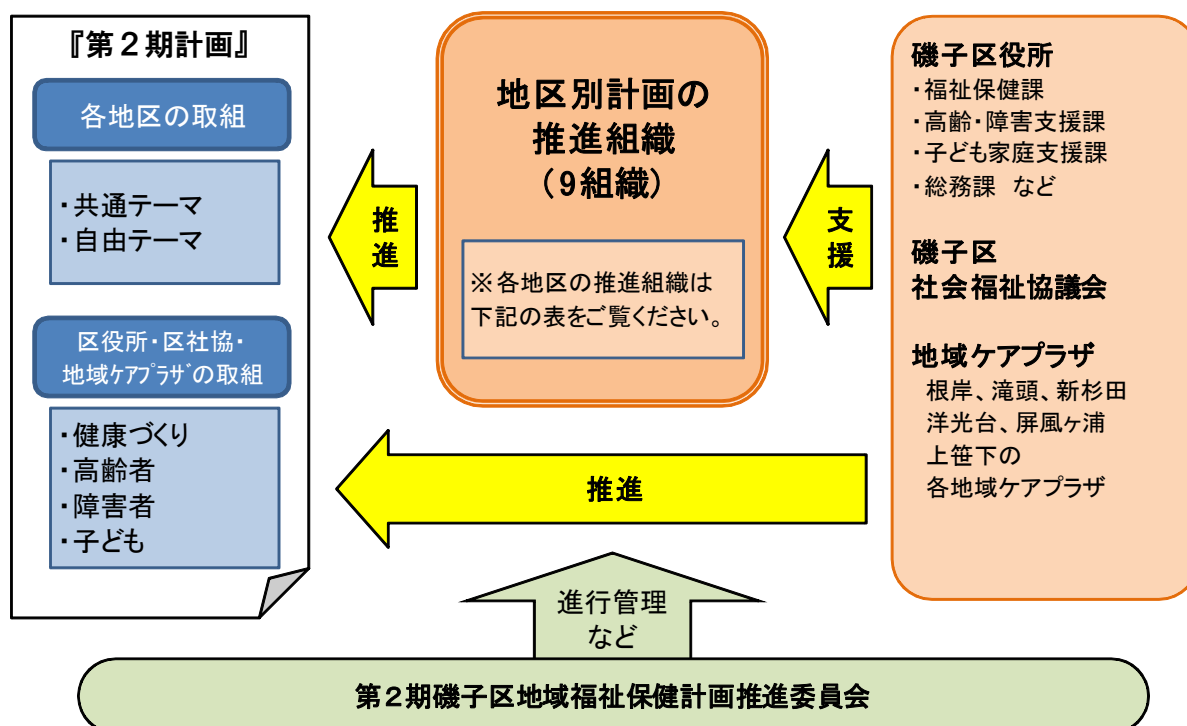 『第２期計画』
各地区の取組
・共通テーマ
・自由テーマ
区役所・区社協・
地域ｹｱﾌﾟﾗｻﾞの取組
・健康づくり
・高齢者
・障害者
・子ども
推進
地区別計画の
推進組織
（9組織）
※各地区の推進組織は
下記の表をご覧ください。
支援
磯子区役所
・福祉保健課
・高齢・障害支援課
・子ども家庭支援課
・総務課　など
磯子区
社会福祉協議会
地域ケアプラザ
根岸、滝頭、新杉田
洋光台、屏風ヶ浦
上笹下の
各地域ケアプラザ
推進
進行管理
など
第２期磯子区地域福祉保健計画推進委員会